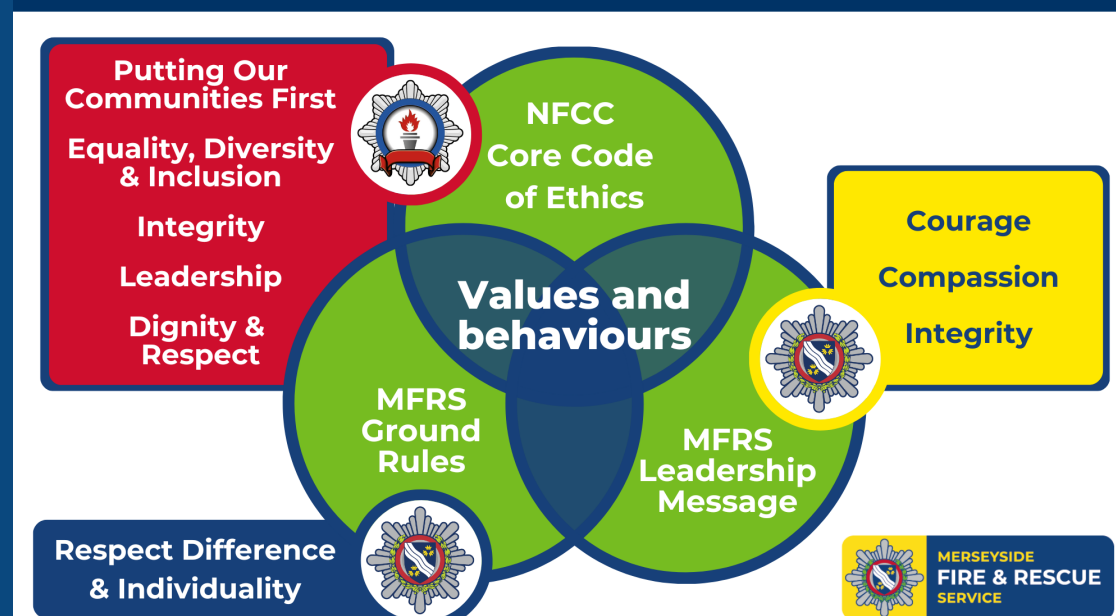 Putting Our
Communities First
Equality, Diversity
& Inclusion
Integrity
Leadership
Dignity &
Respect
NFCC
Core Code
of Ethics
Courage
Compassion
Integrity
Values and
behaviours
MFRS
Ground
Rules
MFRS
Leadership
Message
Respect Difference
& Individuality
MERSEYSIDE
FIRE & RESCUE
SERVICE